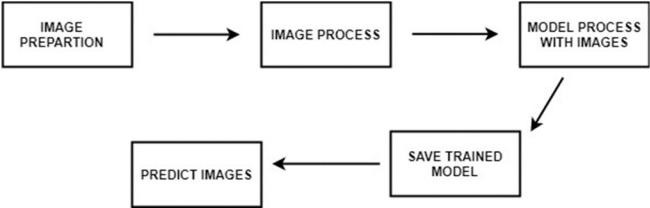 IMAGE
PREPARTION
IMAGE PROCESS
MODEL PROCESS
WITH IMAGES
SAVE TRAINED
MODEL
PREDICT IMAGES